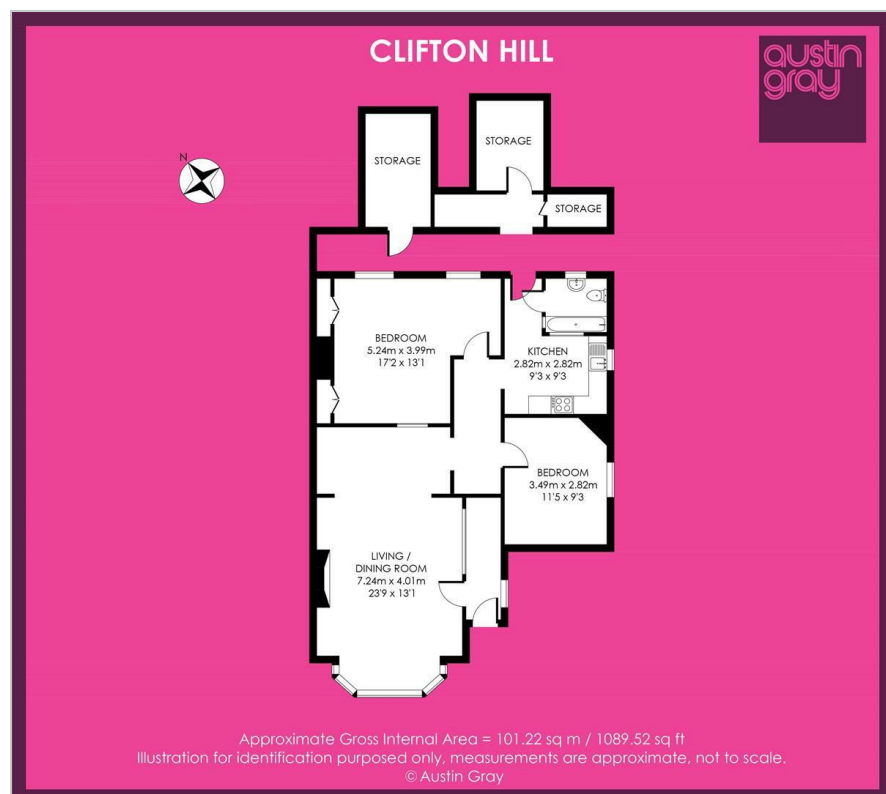 CLIFTON HILL
austin
gray
N
STORAGE
STORAGE
STORAGE
BEDROOM
5.24m x 3.99m
17'2 x 13'1
KITCHEN
2.82m x 2.82m
9'3 x 9'3
BEDROOM
3.49m x 2.82m
11'5 x 9'3
LIVING /
DINING ROOM
7.24m x 4.01m
23'9 x 13'1
Approximate Gross Internal Area = 101.22 sq m / 1089.52 sq ft
Illustration for identification purposed only, measurements are approximate, not to scale.
© Austin Gray